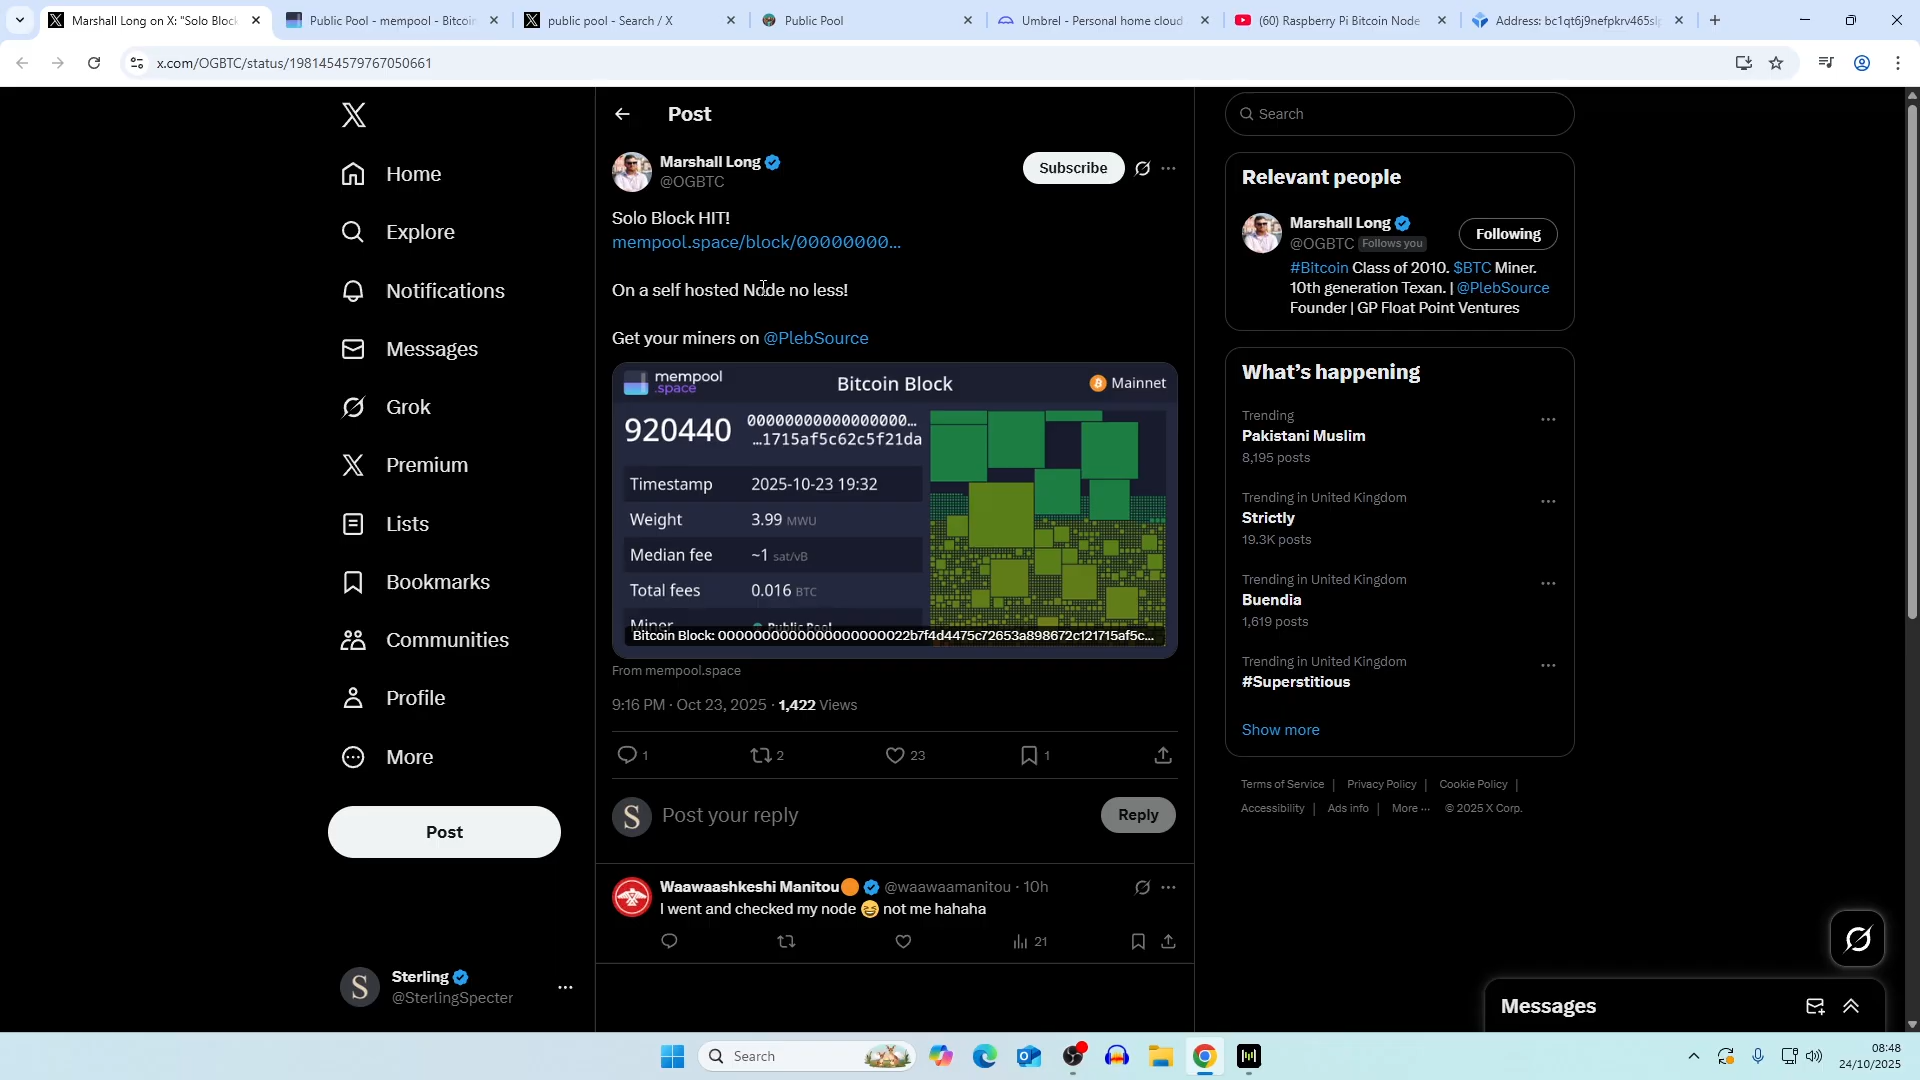 Marshall Long on X: "Solo Block
Public Pool - mempool - Bitcoin
public pool - Search / X
Public Pool
Umbrel - Personal home cloud
(60) Raspberry Pi Bitcoin Node
Address: bc1qt6j9nefpkrv465slp
x.com/OGBTC/status/1981454579767050661
Home
Explore
Notifications
Messages
Grok
Premium
Lists
Bookmarks
Communities
Profile
More
Post
Sterling
@SterlingSpecter
Post
Marshall Long
@OGBTC
Subscribe
Solo Block HIT!
mempool.space/block/00000000...
On a self hosted Node no less!
Get your miners on @PlebSource
mempool
.space
Bitcoin Block
Mainnet
920440
00000000000000000...
...1715af5c62c5f21da
Timestamp 2025-10-23 19:32
Weight 3.99 MWU
Median fee ~1 sat/vB
Total fees 0.016 BTC
Miner Public Pool
Bitcoin Block: 00000000000000000000022b7f4d4475c72653a898672c121715af5c...
From mempool.space
9:16 PM · Oct 23, 2025 · 1,422 Views
1
2
23
1
Post your reply
Reply
Waawaashkeshi Manitou🟠 @waawaamanitou · 10h
I went and checked my node 😆 not me hahaha
21
Search
Relevant people
Marshall Long
@OGBTC Follows you
Following
#Bitcoin Class of 2010. $BTC Miner.
10th generation Texan. | @PlebSource
Founder | GP Float Point Ventures
What's happening
Trending
Pakistani Muslim
8,195 posts
Trending in United Kingdom
Strictly
19.3K posts
Trending in United Kingdom
Buendia
1,619 posts
Trending in United Kingdom
#Superstitious
Show more
Terms of Service | Privacy Policy | Cookie Policy |
Accessibility | Ads info | More ··· © 2025 X Corp.
Messages
Search
08:48
24/10/2025